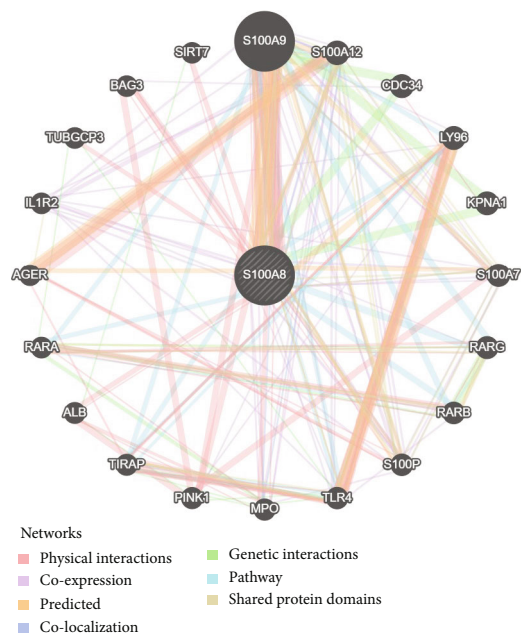 S100A9
SIRT7
S100A12
BAG3
CDC34
TUBGCP3
LY96
IL1R2
KPNA1
AGER
S100A8
S100A7
RARA
RARG
ALB
RARB
TIRAP
S100P
PINK1
MPO
TLR4
Networks
Physical interactions
Co-expression
Predicted
Co-localization
Genetic interactions
Pathway
Shared protein domains